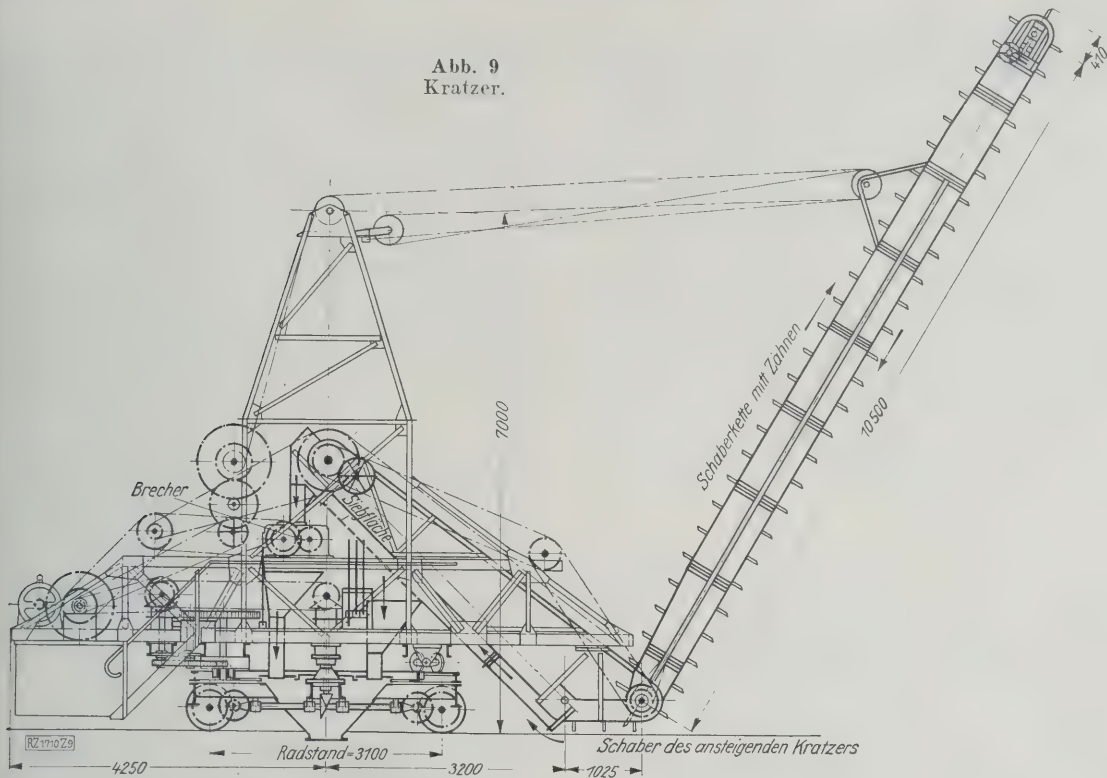 Abb. 9
Kratzer.
410
Schaberkette mitt Zähnen
10500
7000
Brecher
Siebfläche
RZ1710Z9
Radstand=3100
Schaber des ansteigenden Kratzers
4250
3200
1025